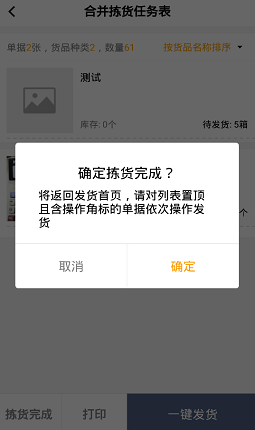 合并拣货任务表
单据2张，货品种类2，数量61 按货品名称排序
测试
库存: 0个 待发货: 5箱
确定拣货完成？
将返回发货首页，请对列表置顶
且含操作角标的单据依次操作发
货
个
取消 确定
拣货完成 打印 一键发货